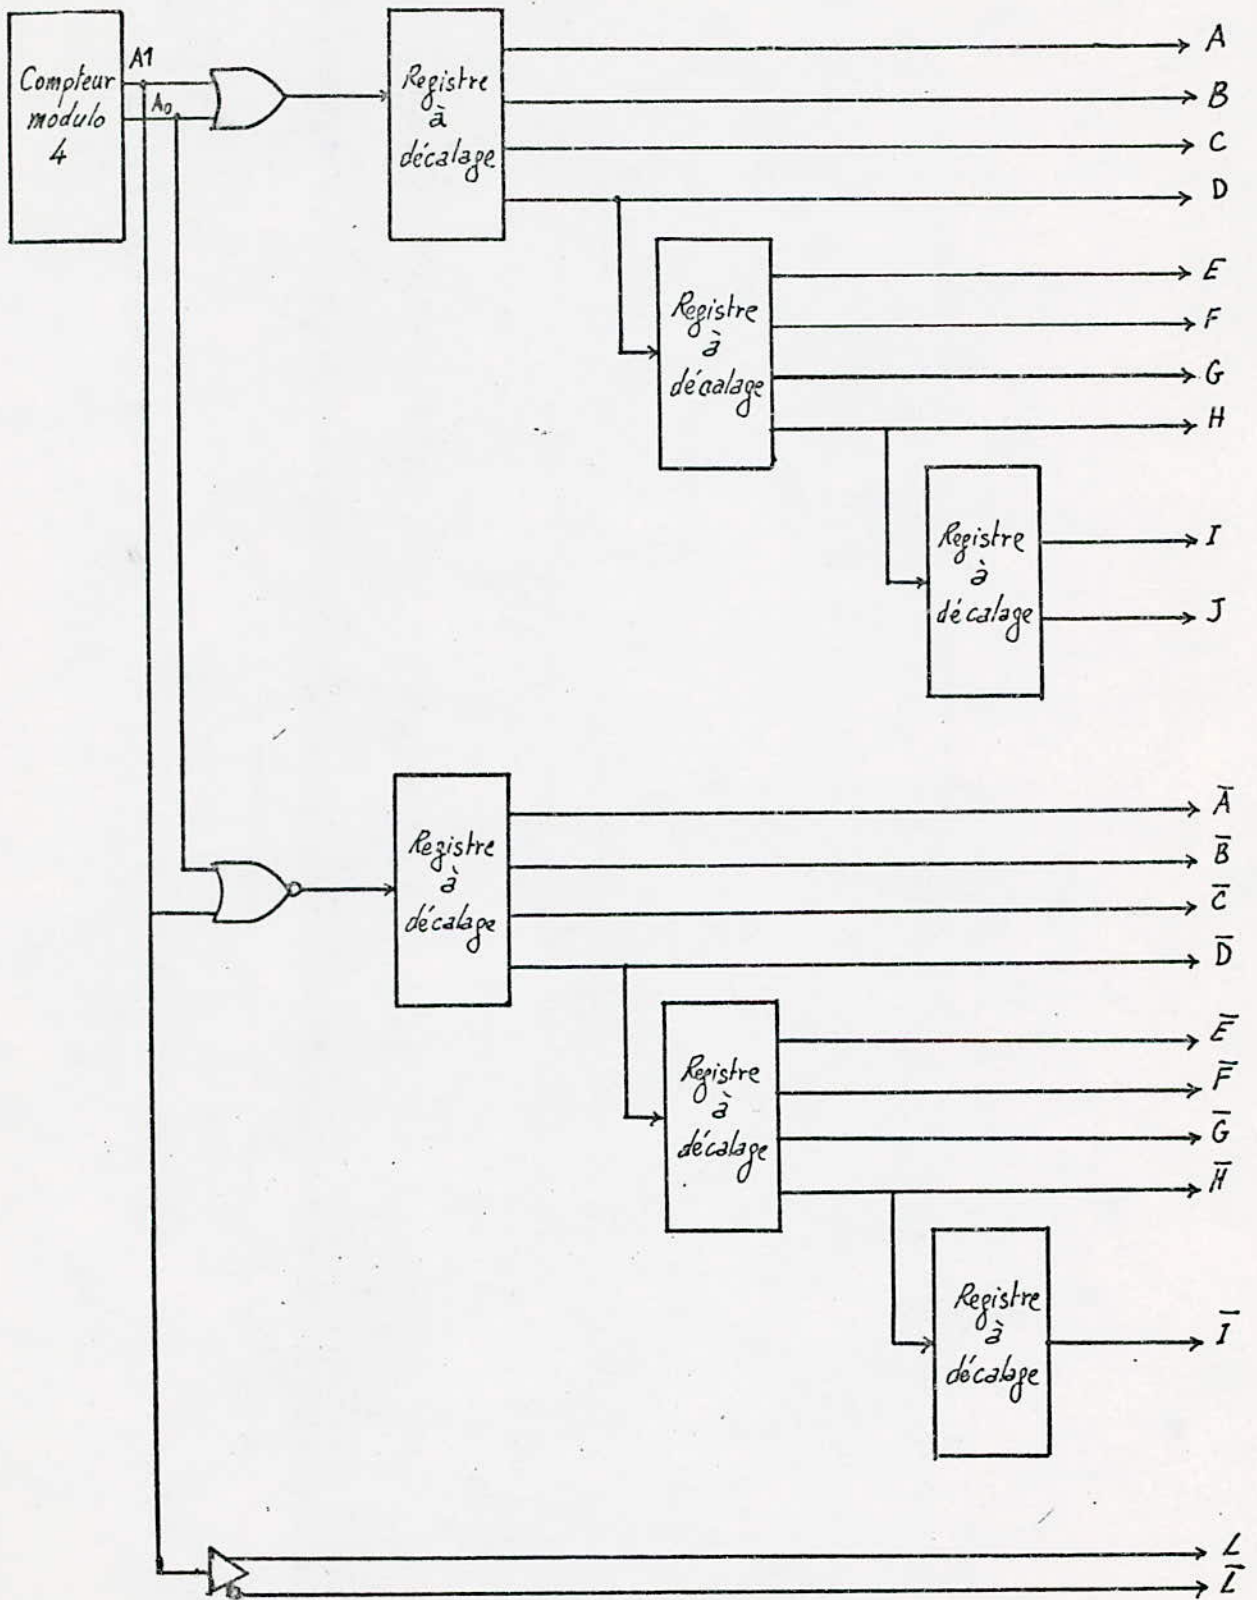 Compteur
modulo
4
A1
A0
Registre
à
décalage
A
B
C
D
Registre
à
décalage
E
F
G
H
Registre
à
décalage
I
J
Registre
à
décalage
A̅
B̅
C̅
D̅
Registre
à
décalage
E̅
F̅
G̅
H̅
Registre
à
décalage
I̅
L
L̅